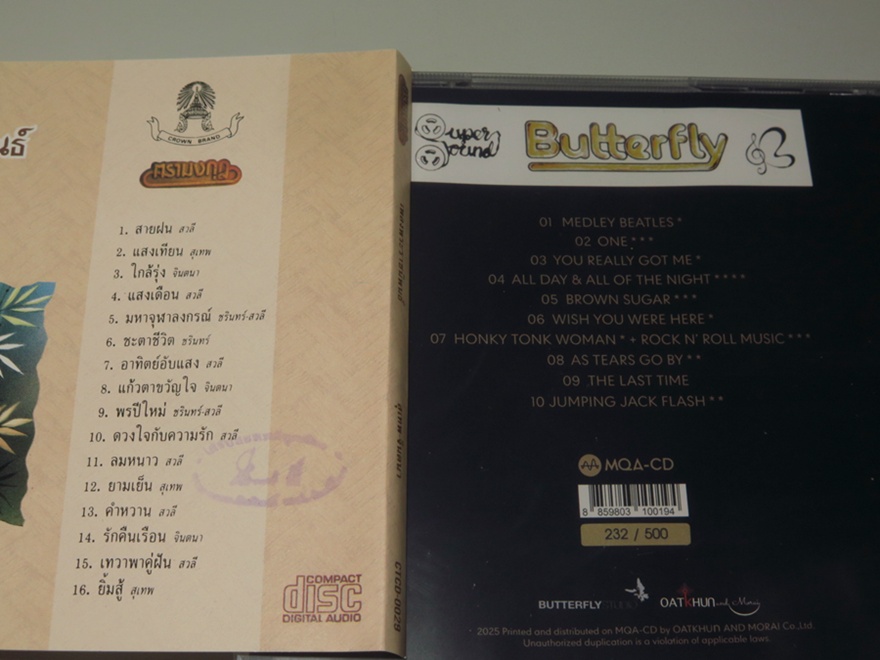 CROWN BRAND
ตรามงกุฎ
1. สายฝน สวลี
2. แสงเทียน สุเทพ
3. ใกล้รุ่ง จินตนา
4. แสงเดือน สวลี
5. มหาจุฬาลงกรณ์ ชรินทร์-สวลี
6. ชะตาชีวิต ชรินทร์
7. อาทิตย์อับแสง สวลี
8. แก้วตาขวัญใจ จินตนา
9. พรปีใหม่ ชรินทร์-สวลี
10. ดวงใจกับความรัก สวลี
11. ลมหนาว สวลี
12. ยามเย็น สุเทพ
13. คำหวาน สวลี
14. รักคืนเรือน จินตนา
15. เทวาพาคู่ฝัน สวลี
16. ยิ้มสู้ สุเทพ
COMPACT
disc
DIGITAL AUDIO
CTCD-0029
Super Sound
Butterfly
01 MEDLEY BEATLES *
02 ONE * * *
03 YOU REALLY GOT ME *
04 ALL DAY & ALL OF THE NIGHT * * * *
05 BROWN SUGAR * * *
06 WISH YOU WERE HERE *
07 HONKY TONK WOMAN * + ROCK N' ROLL MUSIC * * *
08 AS TEARS GO BY * *
09 THE LAST TIME
10 JUMPING JACK FLASH * *
MQA-CD
8 859803 100194
232 / 500
BUTTERFLY STUDIO
OATKHUN and Morai
2025 Printed and distributed on MQA-CD by OATKHUN AND MORAI Co.,Ltd.
Unauthorized duplication is a violation of applicable laws.